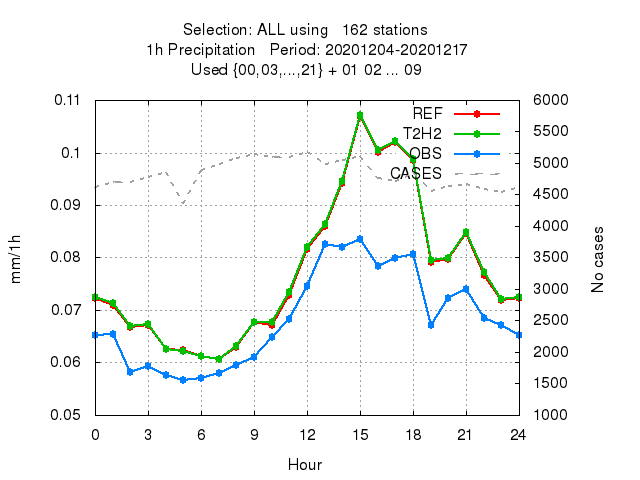 Selection: ALL using   162 stations
1h Precipitation   Period: 20201204-20201217
Used {00,03,...,21} + 01 02 ... 09
0.11
0.1
0.09
0.08
0.07
0.06
0.05
mm/1h
6000
5500
5000
4500
4000
3500
3000
2500
2000
1500
1000
No cases
REF
T2H2
OBS
CASES
0 3 6 9 12 15 18 21 24
Hour